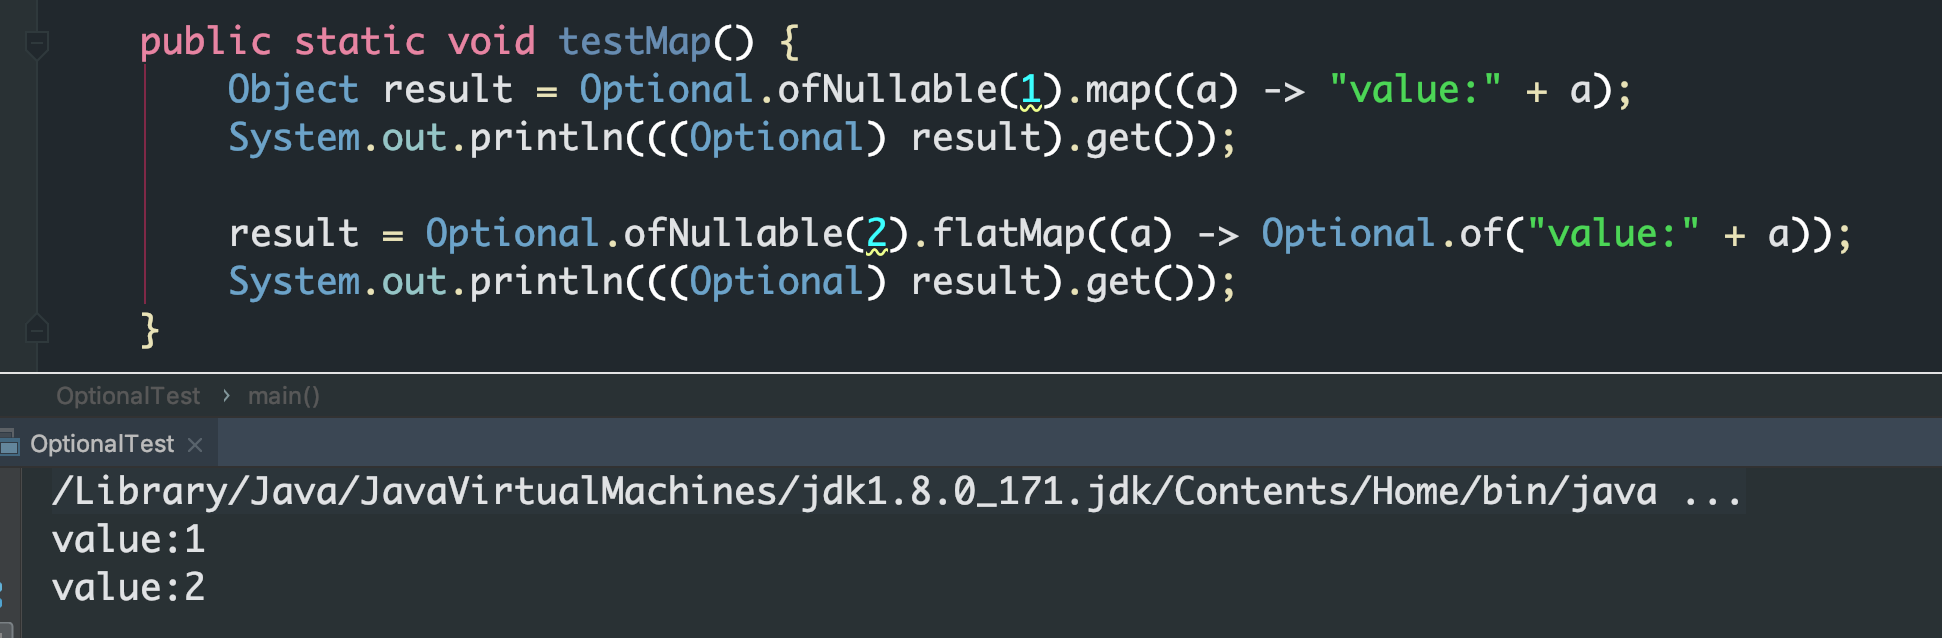 public static void testMap() {
Object result = Optional.ofNullable(1).map((a) -> "value:" + a);
System.out.println(((Optional) result).get());
result = Optional.ofNullable(2).flatMap((a) -> Optional.of("value:" + a));
System.out.println(((Optional) result).get());
}
OptionalTest › main()
OptionalTest ×
/Library/Java/JavaVirtualMachines/jdk1.8.0_171.jdk/Contents/Home/bin/java ...
value:1
value:2